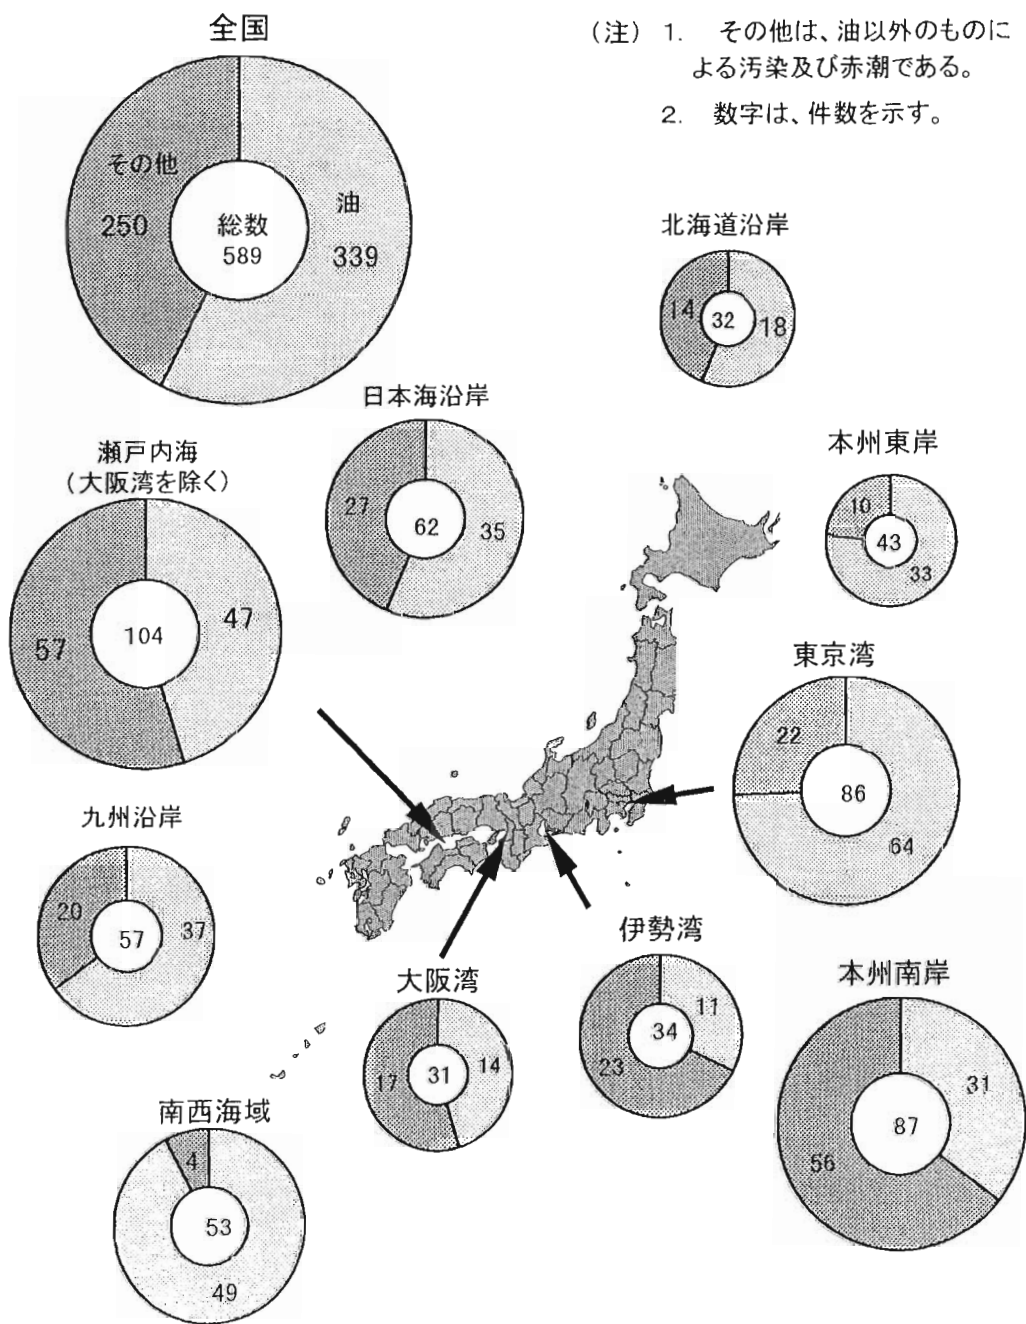 全国
その他
250
総数
589
油
339
（注） 1.　その他は、油以外のものに
よる汚染及び赤潮である。
2.　数字は、件数を示す。
北海道沿岸
14
32
18
日本海沿岸
27
62
35
瀬戸内海
（大阪湾を除く）
57
104
47
本州東岸
10
43
33
東京湾
22
86
64
九州沿岸
20
57
37
大阪湾
17
31
14
伊勢湾
11
34
23
本州南岸
31
87
56
南西海域
4
53
49